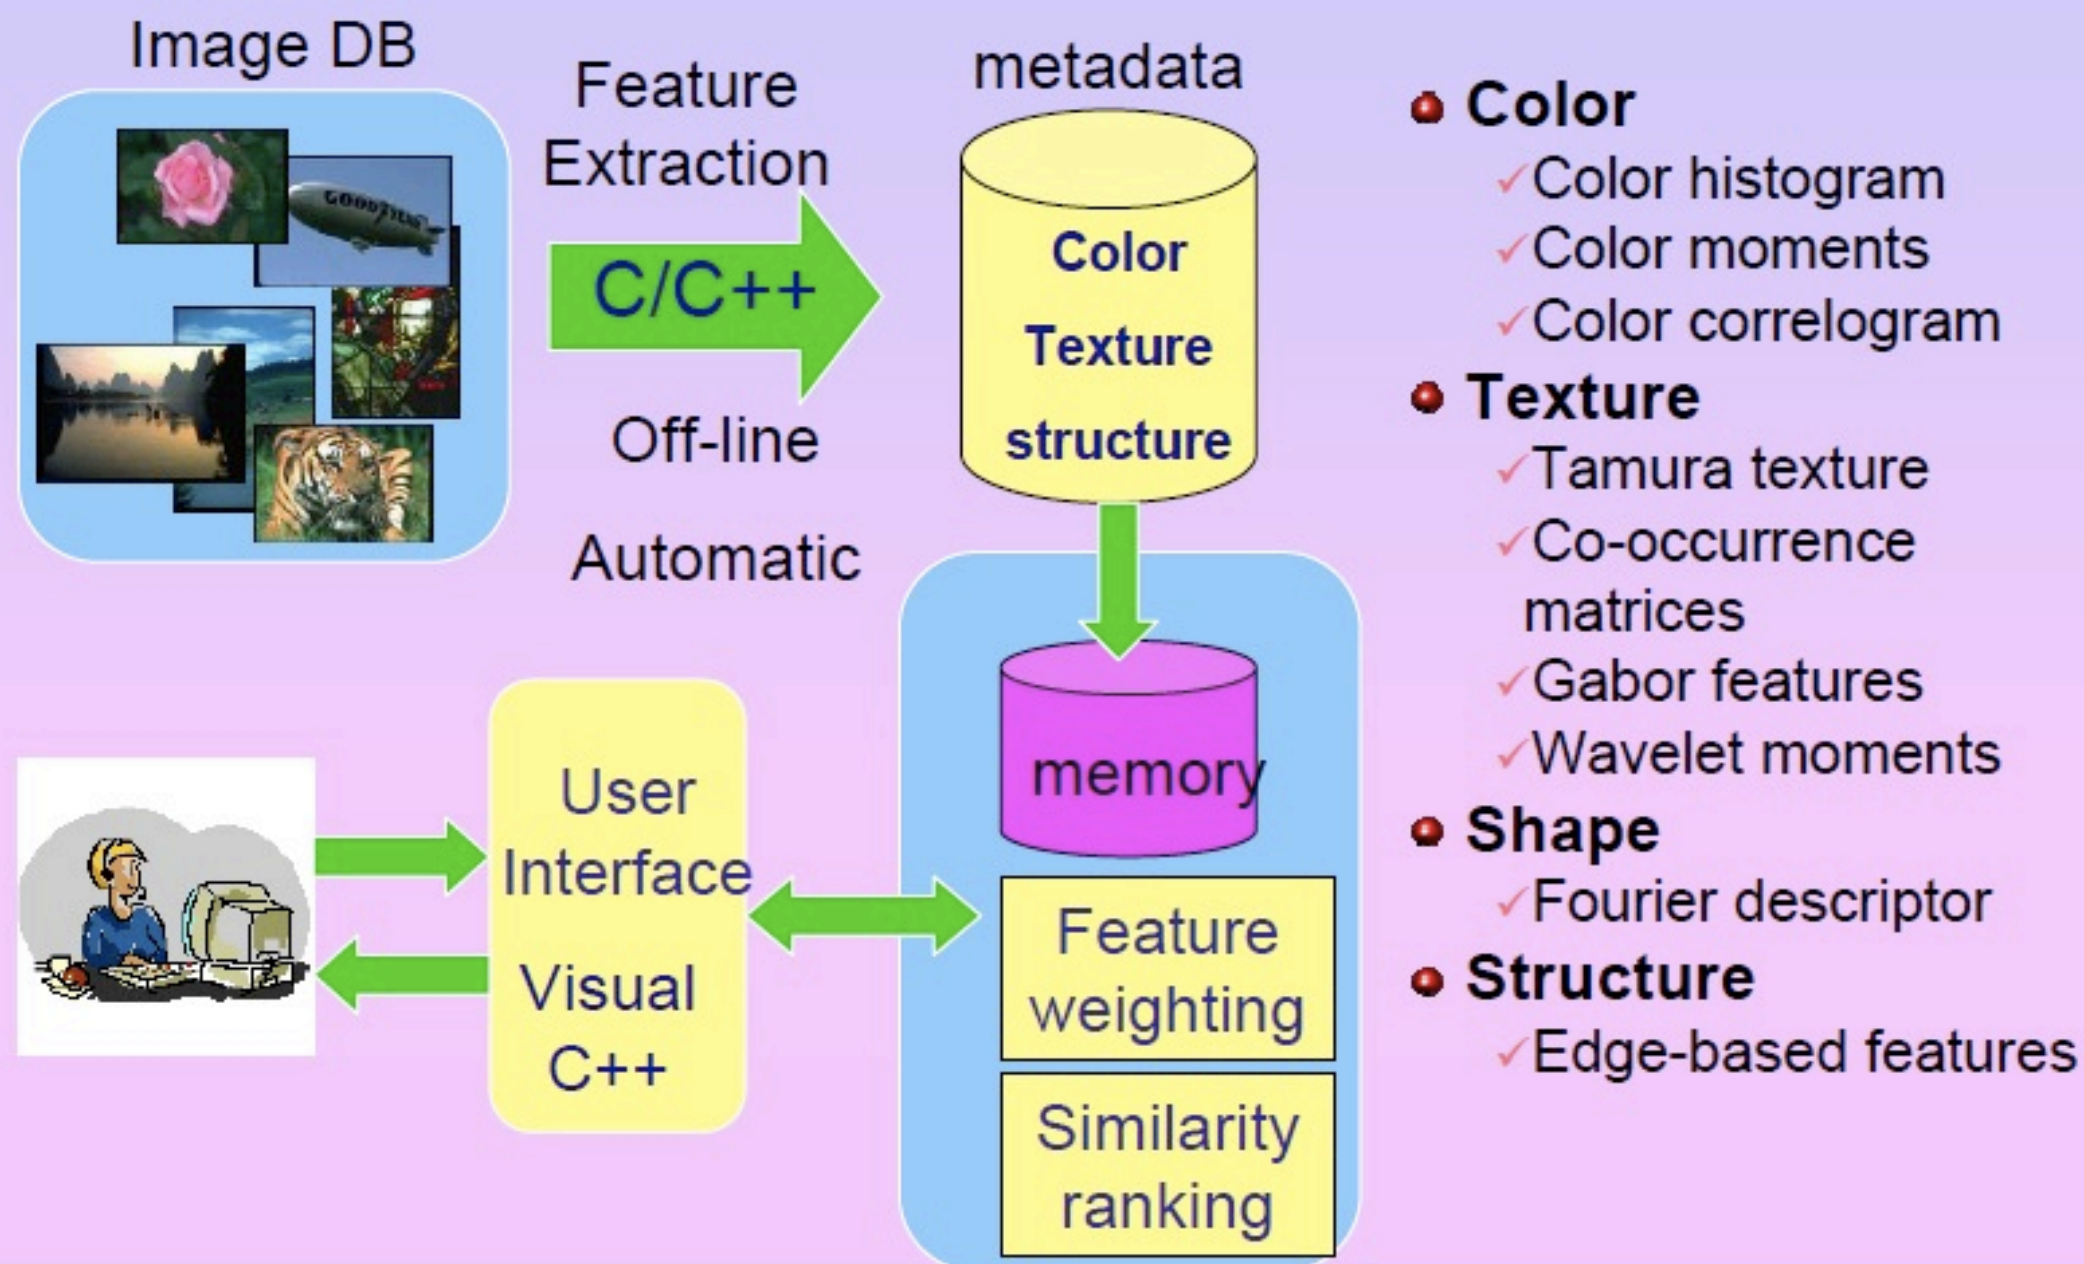 Image DB
GOODYEAR
Feature
Extraction
C/C++
Off-line
Automatic
metadata
Color
Texture
structure
memory
Feature
weighting
Similarity
ranking
User
Interface
Visual
C++
Color
Color histogram
Color moments
Color correlogram
Texture
Tamura texture
Co-occurrence
matrices
Gabor features
Wavelet moments
Shape
Fourier descriptor
Structure
Edge-based features